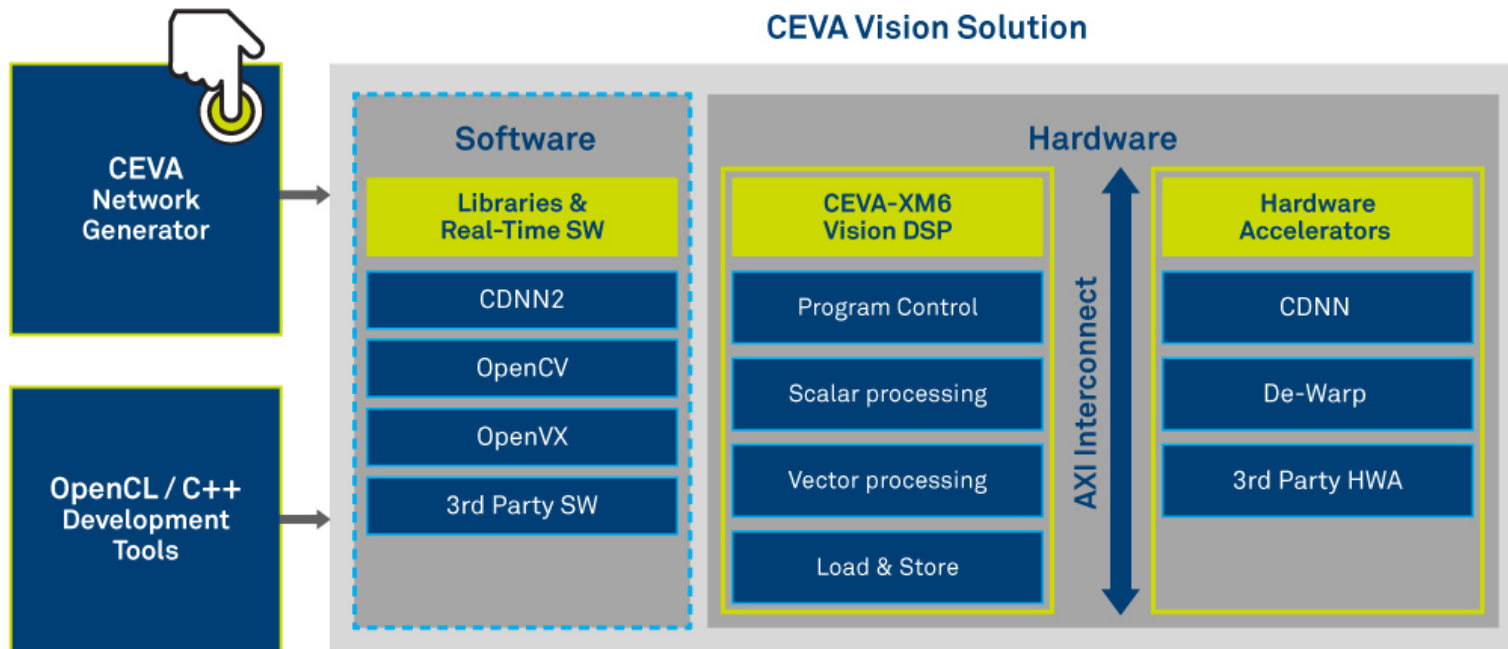 CEVA Vision Solution
CEVA
Network
Generator
OpenCL / C++
Development
Tools
Software
Libraries &
Real-Time SW
CDNN2
OpenCV
OpenVX
3rd Party SW
Hardware
CEVA-XM6
Vision DSP
Program Control
Scalar processing
Vector processing
Load & Store
AXI Interconnect
Hardware
Accelerators
CDNN
De-Warp
3rd Party HWA